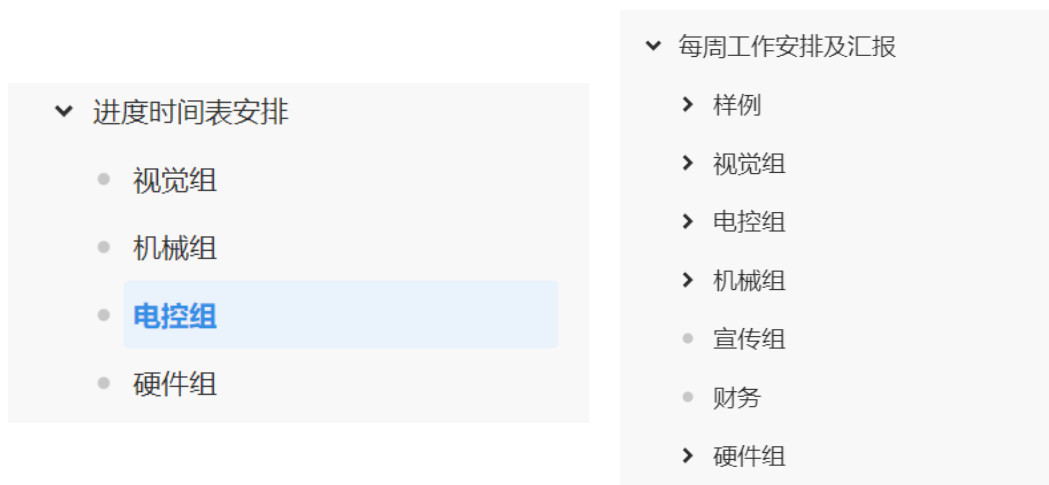 进度时间表安排
视觉组
机械组
电控组
硬件组
每周工作安排及汇报
样例
视觉组
电控组
机械组
宣传组
财务
硬件组